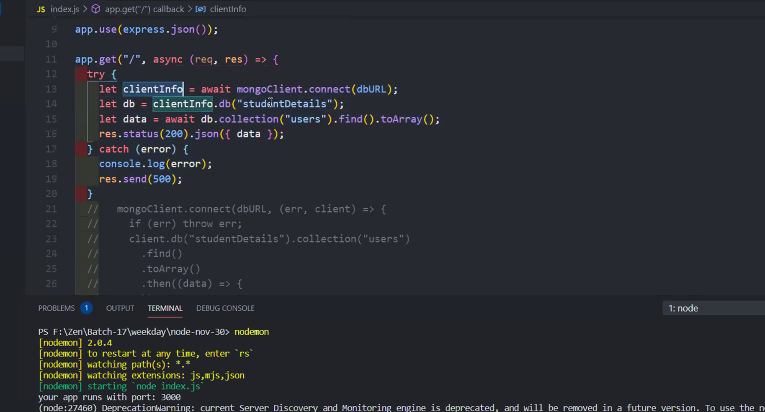 JS index.js > app.get("/") callback > clientInfo
9 app.use(express.json());
10
11 app.get("/", async (req, res) => {
12 try {
13 let clientInfo = await mongoClient.connect(dbURL);
14 let db = clientInfo.db("studentDetails");
15 let data = await db.collection("users").find().toArray();
16 res.status(200).json({ data });
17 } catch (error) {
18 console.log(error);
19 res.send(500);
20 }
21 // mongoClient.connect(dbURL, (err, client) => {
22 // if (err) throw err;
23 // client.db("studentDetails").collection("users")
24 // .find()
25 // .toArray()
26 // .then((data) => {
PROBLEMS 1 OUTPUT TERMINAL DEBUG CONSOLE 1: node
PS F:\Zen\Batch-17\weekday\node-nov-30> nodemon
[nodemon] 2.0.4
[nodemon] to restart at any time, enter `rs`
[nodemon] watching path(s): *.*
[nodemon] watching extensions: js,mjs,json
[nodemon] starting `node index.js`
your app runs with port: 3000
(node:27460) DeprecationWarning: current Server Discovery and Monitoring engine is deprecated, and will be removed in a future version. To use the